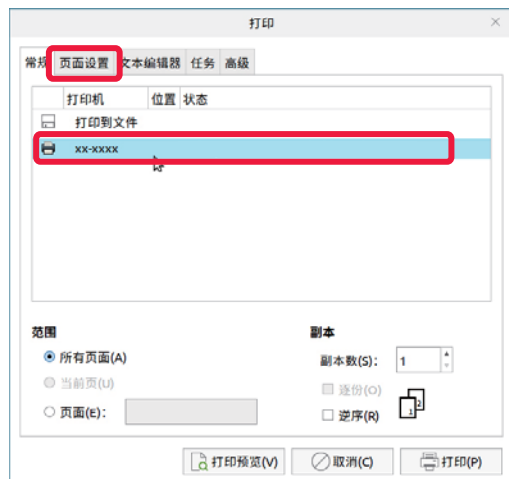 打印
常规 页面设置 文本编辑器 任务 高级
打印机 位置 状态
打印到文件
xx-xxxx
范围 副本
所有页面(A) 副本数(S): 1
当前页(U) 逐份(O)
页面(E): 逆序(R) 1 2
打印预览(V) 取消(C) 打印(P)